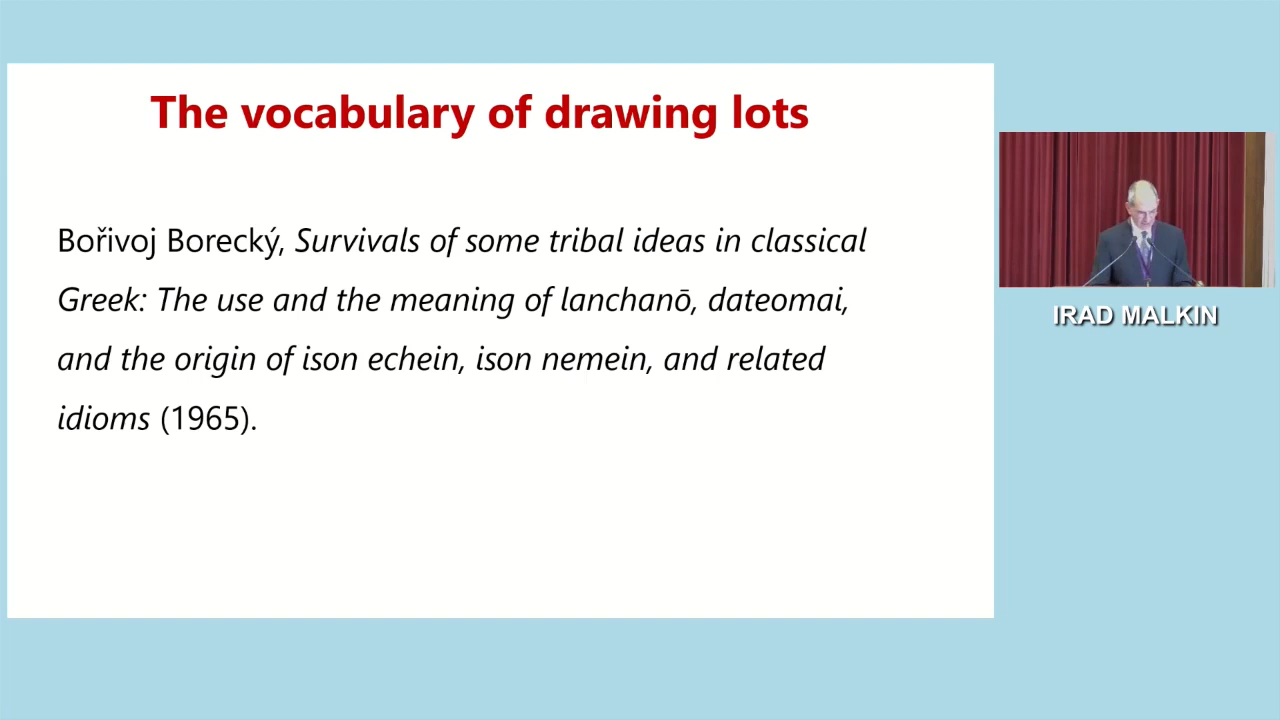 The vocabulary of drawing lots
Bořivoj Borecký, Survivals of some tribal ideas in classical
Greek: The use and the meaning of lanchanō, dateomai,
and the origin of ison echein, ison nemein, and related
idioms (1965).
IRAD MALKIN